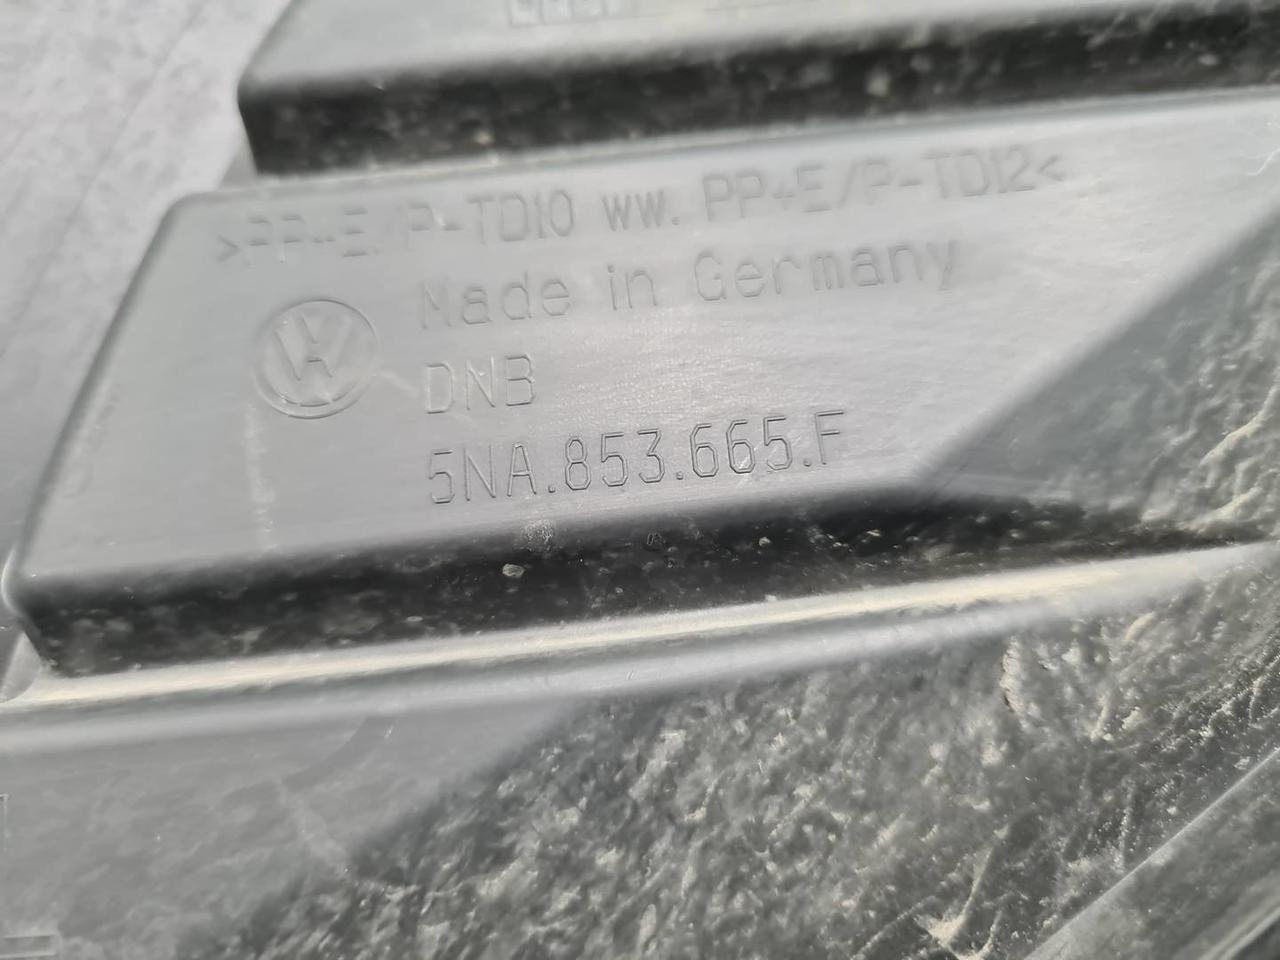 >PP+E/P-TD10 ww. PP+E/P-TD12<
Made in Germany
DNB
5NA.853.665.F